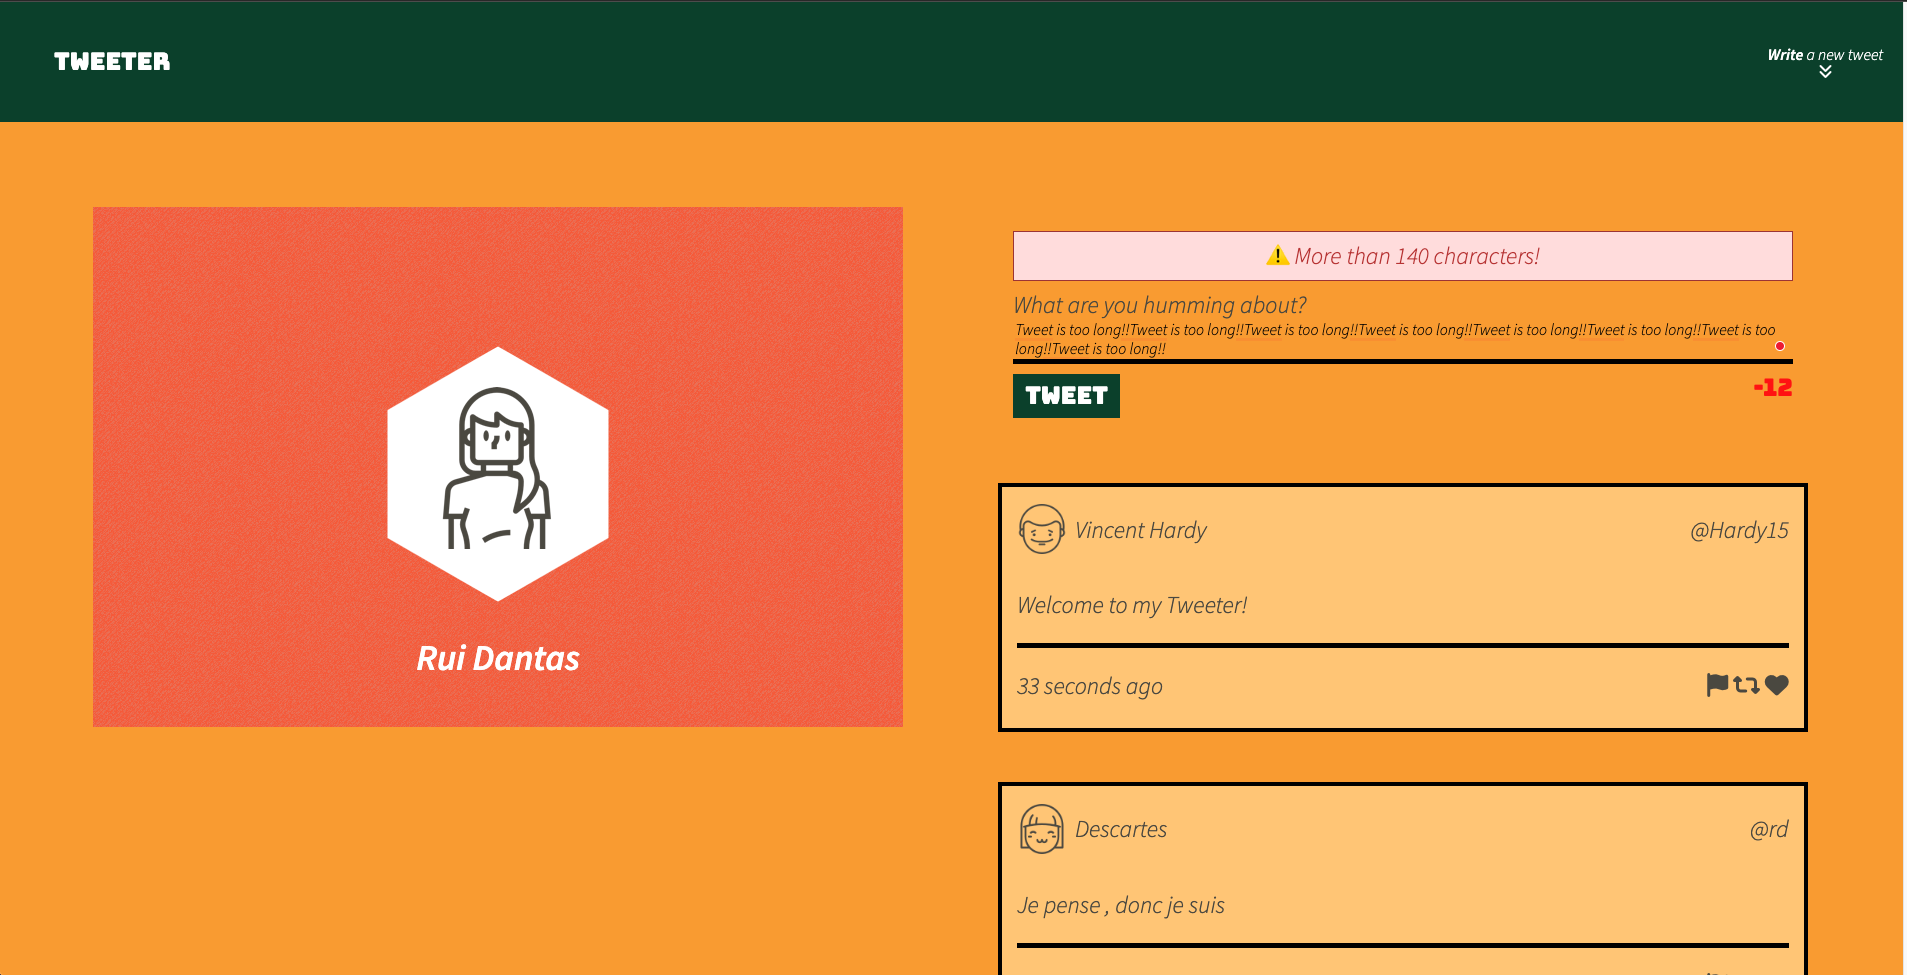 TWEETER
Write a new tweet
Rui Dantas
⚠️ More than 140 characters!
What are you humming about?
Tweet is too long!!Tweet is too long!!Tweet is too long!!Tweet is too long!!Tweet is too long!!Tweet is too long!!Tweet is too
long!!Tweet is too long!!
TWEET
-12
Vincent Hardy
@Hardy15
Welcome to my Tweeter!
33 seconds ago
Descartes
@rd
Je pense , donc je suis